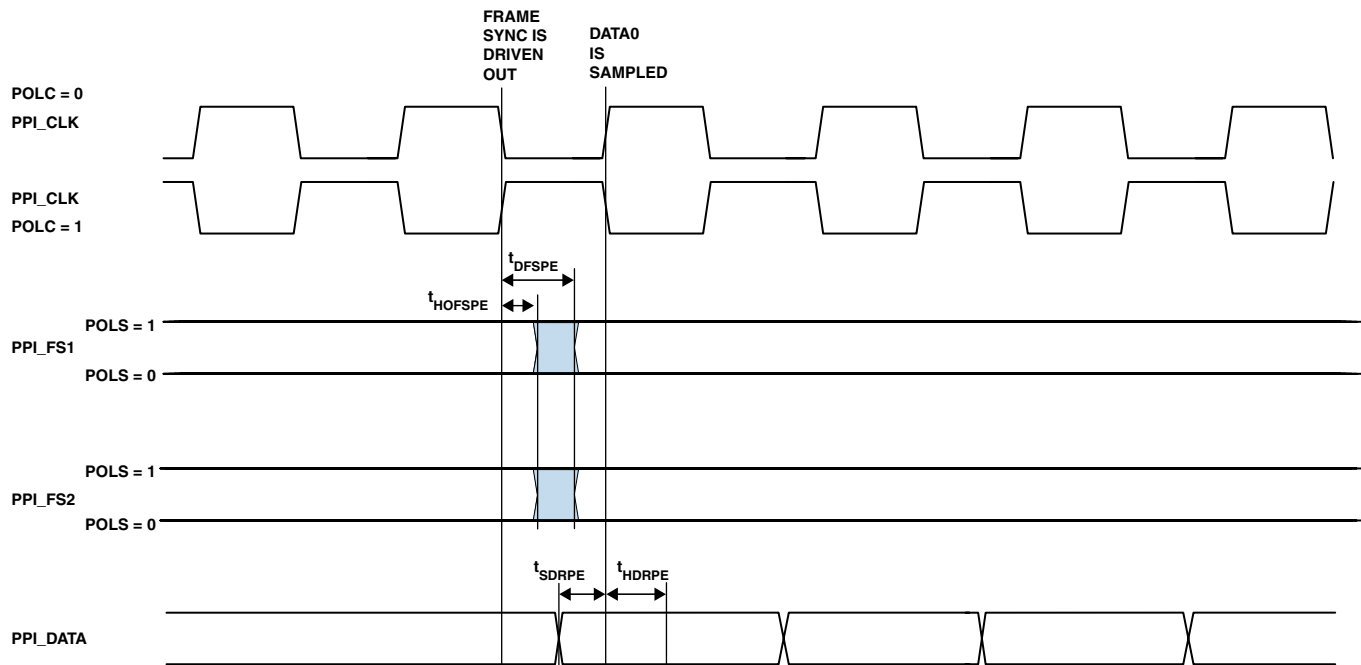 FRAME
SYNC IS
DRIVEN
OUT
DATA0
IS
SAMPLED
POLC = 0
PPI_CLK
PPI_CLK
POLC = 1
tDFSPE
tHOFSPE
POLS = 1
PPI_FS1
POLS = 0
POLS = 1
PPI_FS2
POLS = 0
tSDRPE
tHDRPE
PPI_DATA